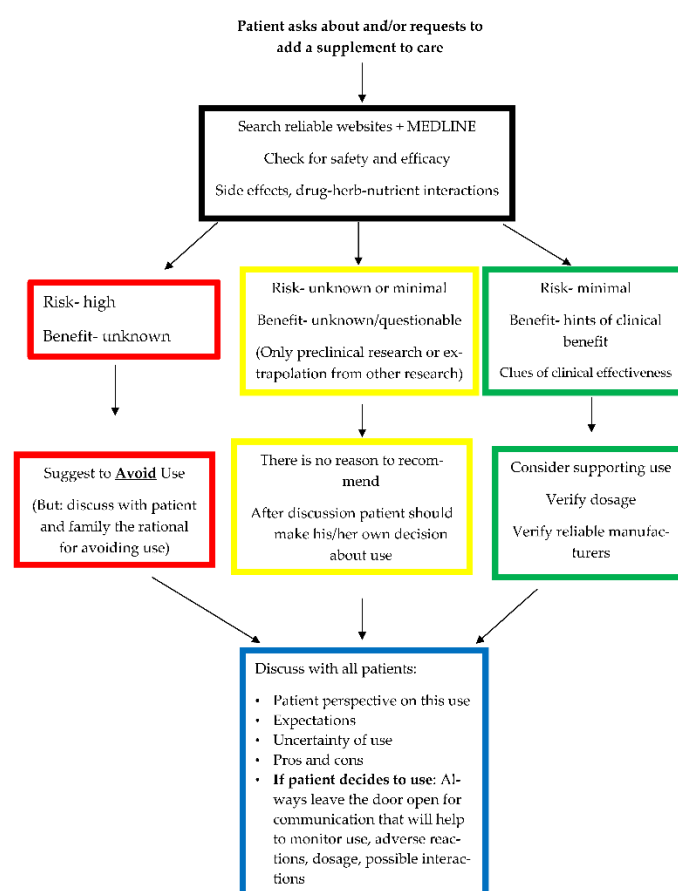 Patient asks about and/or requests to
add a supplement to care
Search reliable websites + MEDLINE
Check for safety and efficacy
Side effects, drug-herb-nutrient interactions
Risk- high
Benefit- unknown
Risk- unknown or minimal
Benefit- unknown/questionable
(Only preclinical research or ex-
trapolation from other research)
Risk- minimal
Benefit- hints of clinical
benefit
Clues of clinical effectiveness
Suggest to Avoid Use
(But: discuss with patient
and family the rational
for avoiding use)
There is no reason to recom-
mend
After discussion patient should
make his/her own decision
about use
Consider supporting use
Verify dosage
Verify reliable manufac-
turers
Discuss with all patients:
• Patient perspective on this use
• Expectations
• Uncertainty of use
• Pros and cons
• If patient decides to use: Al-
ways leave the door open for
communication that will help
to monitor use, adverse reac-
tions, dosage, possible interac-
tions